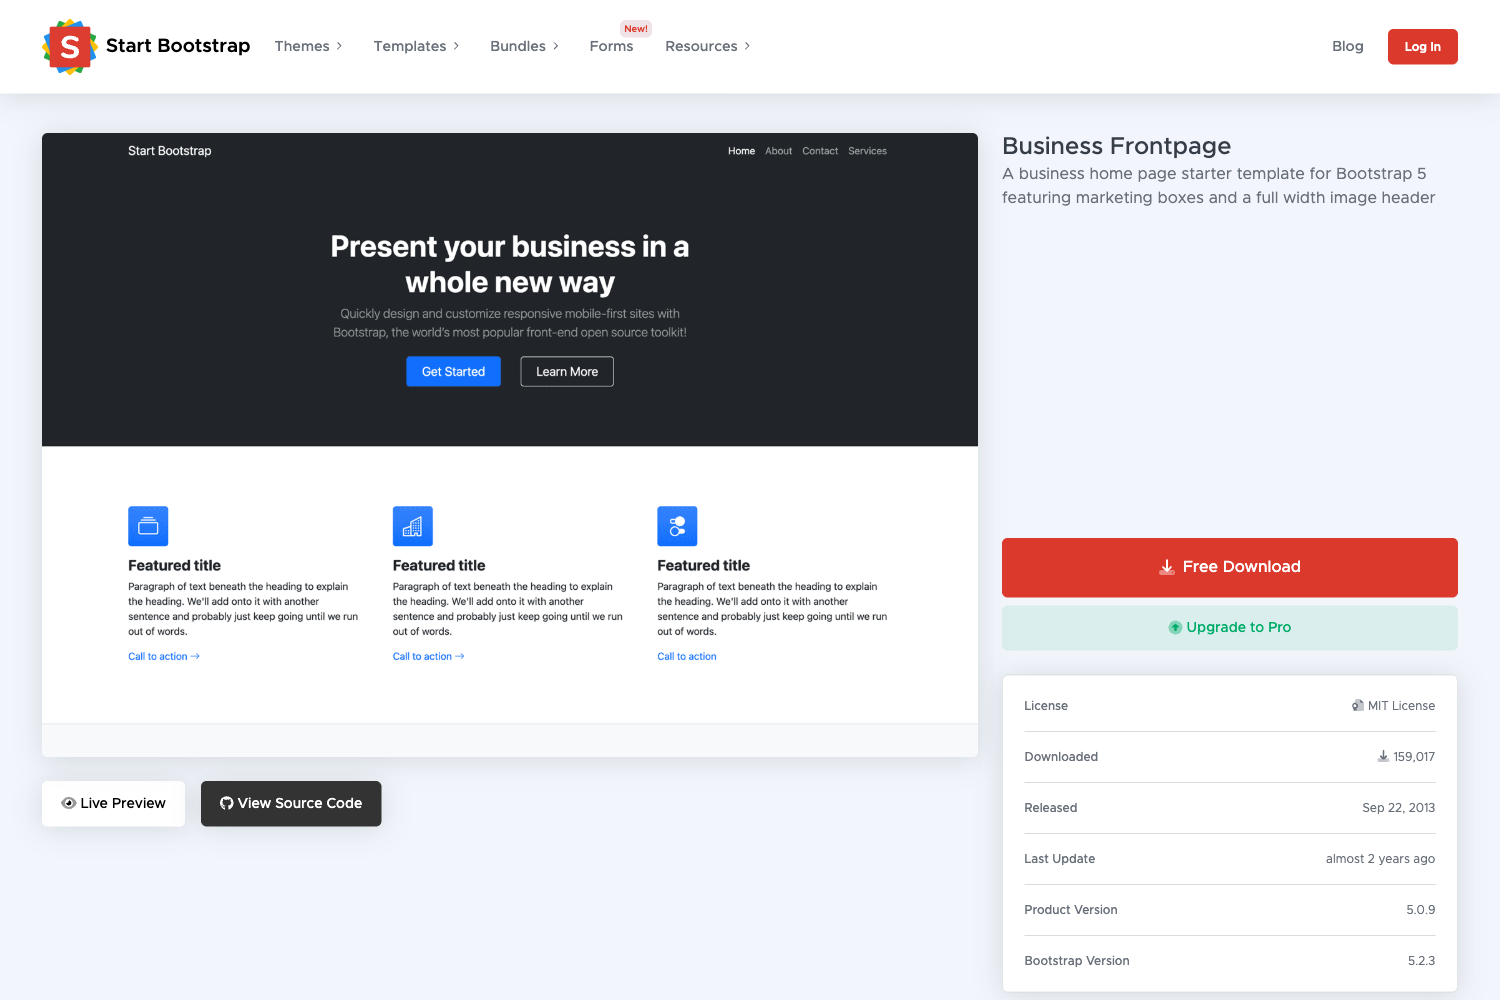 S Start Bootstrap
Themes
Templates
Bundles
Forms
New!
Resources
Blog
Log In
Start Bootstrap
Home
About
Contact
Services
Present your business in a
whole new way
Quickly design and customize responsive mobile-first sites with
Bootstrap, the world's most popular front-end open source toolkit!
Get Started
Learn More
Featured title
Paragraph of text beneath the heading to explain
the heading. We'll add onto it with another
sentence and probably just keep going until we run
out of words.
Call to action →
Featured title
Paragraph of text beneath the heading to explain
the heading. We'll add onto it with another
sentence and probably just keep going until we run
out of words.
Call to action →
Featured title
Paragraph of text beneath the heading to explain
the heading. We'll add onto it with another
sentence and probably just keep going until we run
out of words.
Call to action
Live Preview
View Source Code
Business Frontpage
A business home page starter template for Bootstrap 5
featuring marketing boxes and a full width image header
Free Download
Upgrade to Pro
License MIT License
Downloaded 159,017
Released Sep 22, 2013
Last Update almost 2 years ago
Product Version 5.0.9
Bootstrap Version 5.2.3